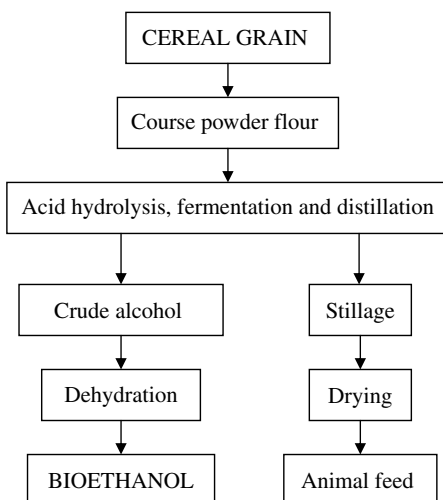 CEREAL GRAIN
Course powder flour
Acid hydrolysis, fermentation and distillation
Crude alcohol
Stillage
Dehydration
Drying
BIOETHANOL
Animal feed